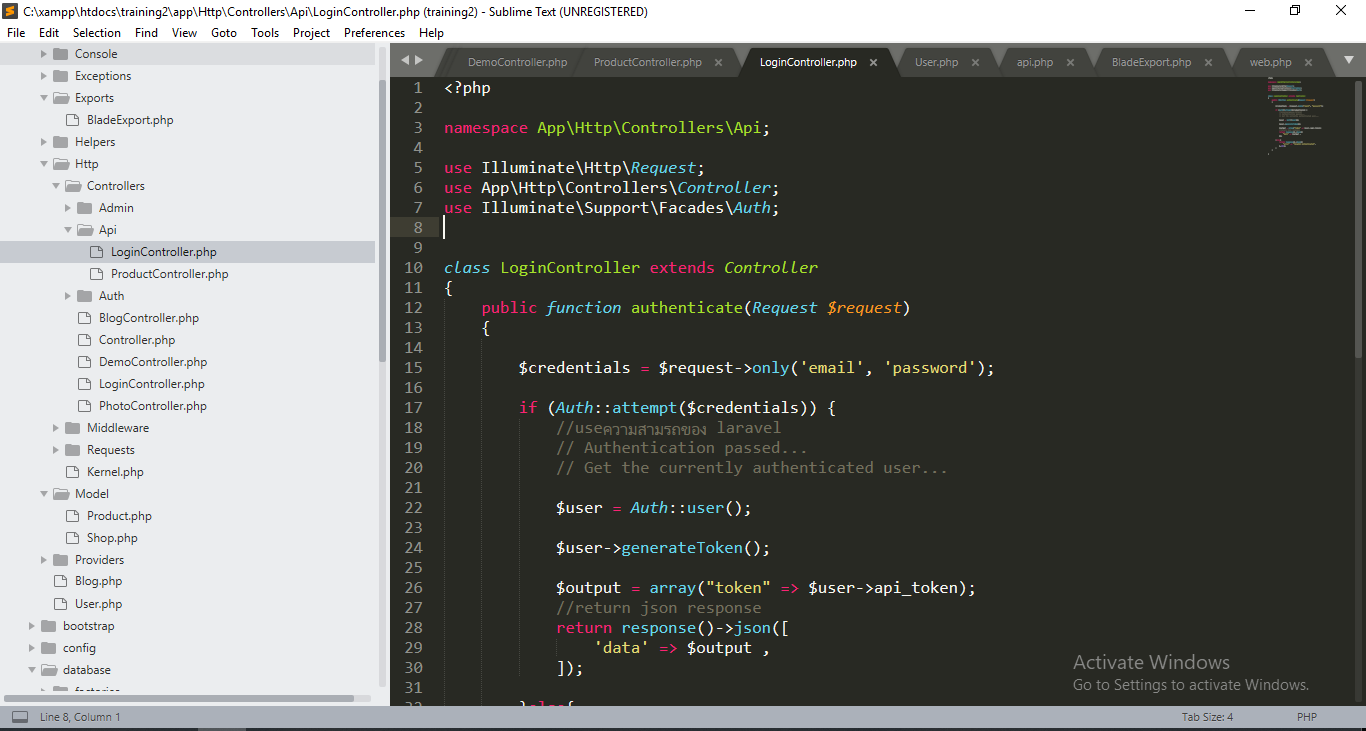 C:\xampp\htdocs\training2\app\Http\Controllers\Api\LoginController.php (training2) - Sublime Text (UNREGISTERED)
File Edit Selection Find View Goto Tools Project Preferences Help
Console
Exceptions
Exports
BladeExport.php
Helpers
Http
Controllers
Admin
Api
LoginController.php
ProductController.php
Auth
BlogController.php
Controller.php
DemoController.php
LoginController.php
PhotoController.php
Middleware
Requests
Kernel.php
Model
Product.php
Shop.php
Providers
Blog.php
User.php
bootstrap
config
database
factories
DemoController.php ProductController.php LoginController.php User.php api.php BladeExport.php web.php
1 <?php
2
3 namespace App\Http\Controllers\Api;
4
5 use Illuminate\Http\Request;
6 use App\Http\Controllers\Controller;
7 use Illuminate\Support\Facades\Auth;
8
9
10 class LoginController extends Controller
11 {
12 public function authenticate(Request $request)
13 {
14
15 $credentials = $request->only('email', 'password');
16
17 if (Auth::attempt($credentials)) {
18 //useความสามรถของ laravel
19 // Authentication passed...
20 // Get the currently authenticated user...
21
22 $user = Auth::user();
23
24 $user->generateToken();
25
26 $output = array("token" => $user->api_token);
27 //return json response
28 return response()->json([
29 'data' => $output ,
30 ]);
31
32 }else{
Activate Windows
Go to Settings to activate Windows.
Line 8, Column 1 Tab Size: 4 PHP